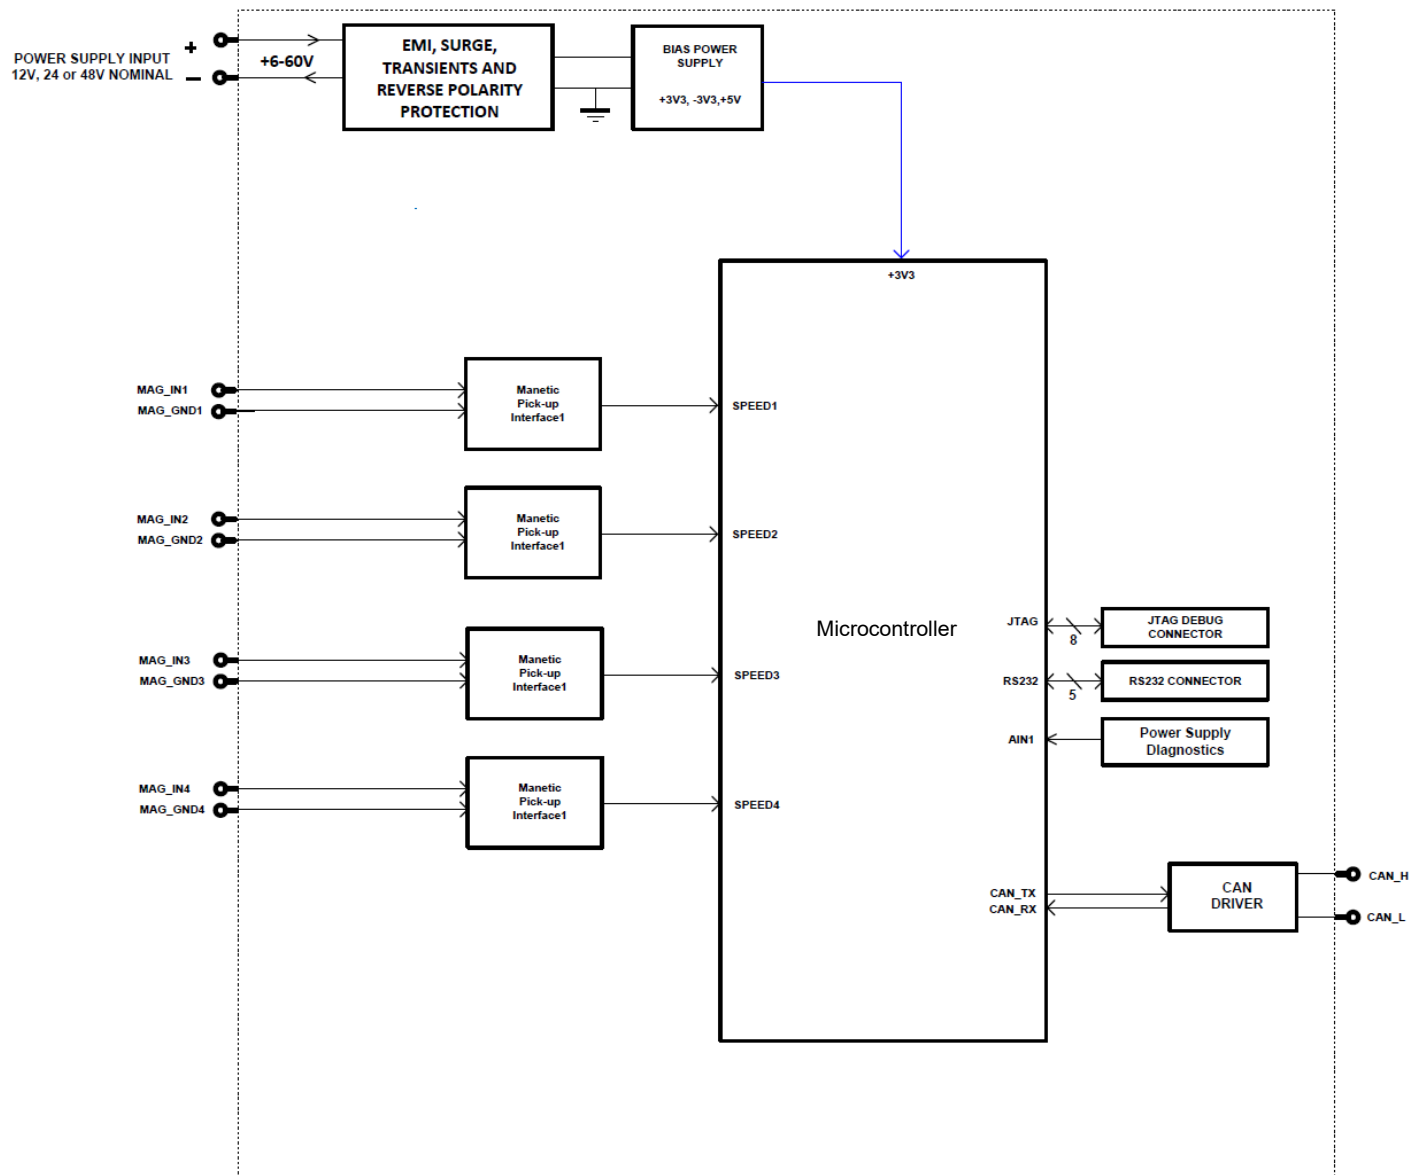 POWER SUPPLY INPUT
12V, 24 or 48V NOMINAL
+
−
+6-60V
EMI, SURGE,
TRANSIENTS AND
REVERSE POLARITY
PROTECTION
BIAS POWER
SUPPLY
+3V3, -3V3,+5V
+3V3
MAG_IN1
MAG_GND1
Manetic
Pick-up
Interface1
SPEED1
MAG_IN2
MAG_GND2
Manetic
Pick-up
Interface1
SPEED2
MAG_IN3
MAG_GND3
Manetic
Pick-up
Interface1
SPEED3
MAG_IN4
MAG_GND4
Manetic
Pick-up
Interface1
SPEED4
Microcontroller
JTAG
8
JTAG DEBUG
CONNECTOR
RS232
5
RS232 CONNECTOR
AIN1
Power Supply
Diagnostics
CAN_TX
CAN_RX
CAN
DRIVER
CAN_H
CAN_L